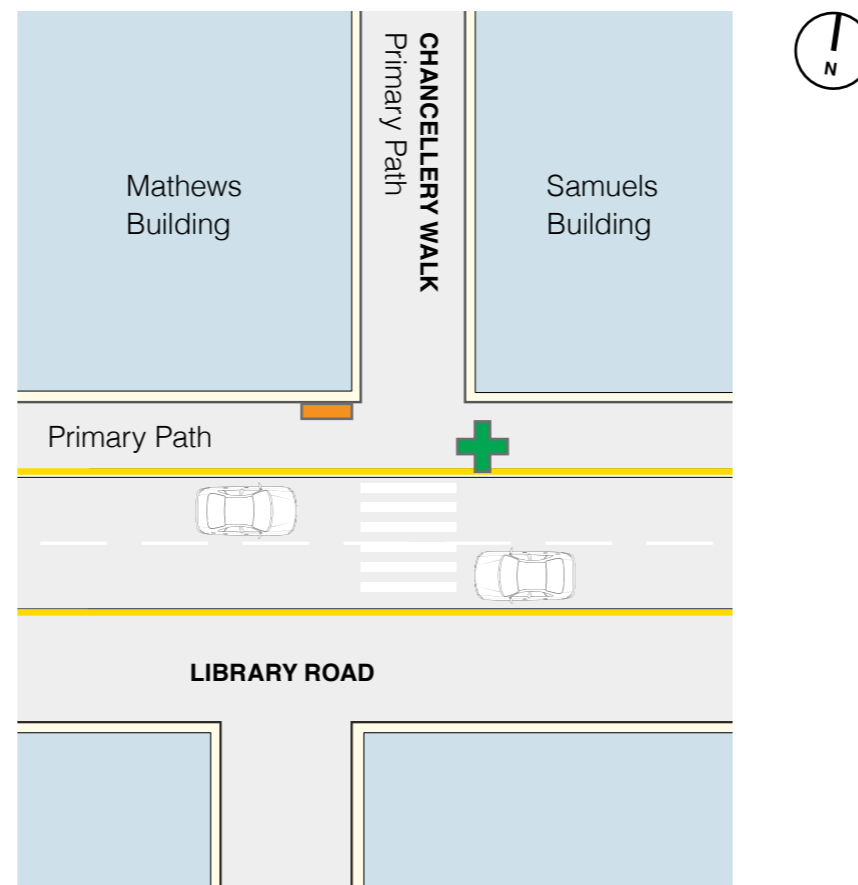 CHANCELLERY WALK
Primary Path
N
Mathews
Building
Samuels
Building
Primary Path
LIBRARY ROAD